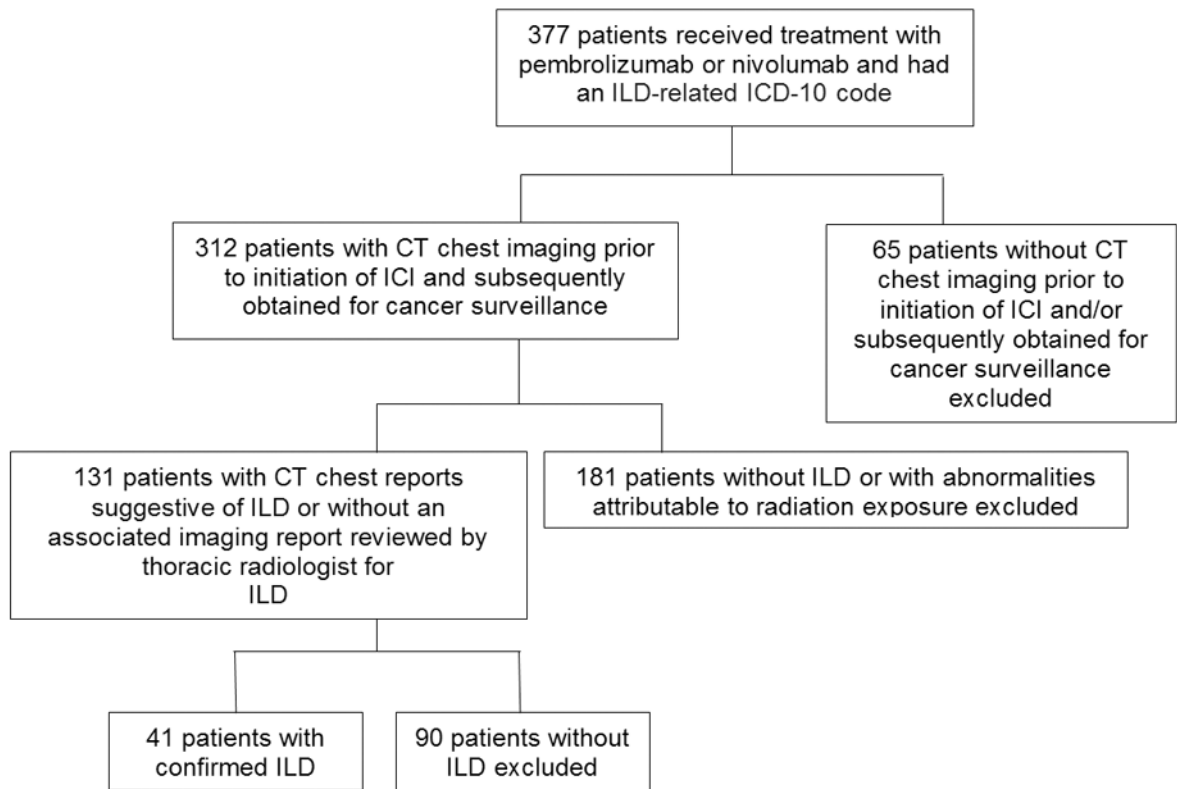 377 patients received treatment with
pembrolizumab or nivolumab and had
an ILD-related ICD-10 code
312 patients with CT chest imaging prior
to initiation of ICI and subsequently
obtained for cancer surveillance
65 patients without CT
chest imaging prior to
initiation of ICI and/or
subsequently obtained for
cancer surveillance
excluded
131 patients with CT chest reports
suggestive of ILD or without an
associated imaging report reviewed by
thoracic radiologist for
ILD
181 patients without ILD or with abnormalities
attributable to radiation exposure excluded
41 patients with
confirmed ILD
90 patients without
ILD excluded